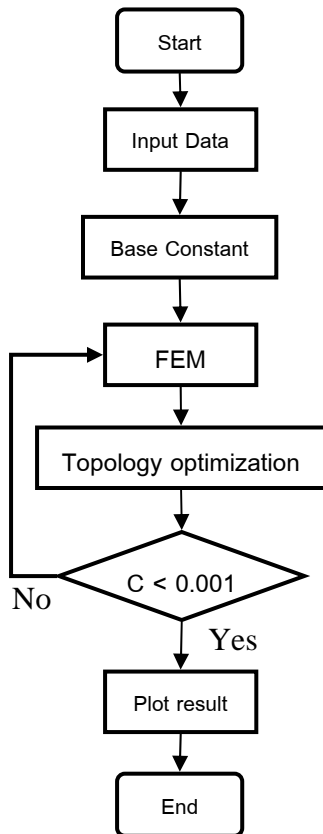 Start
Input Data
Base Constant
FEM
Topology optimization
C < 0.001
No
Yes
Plot result
End